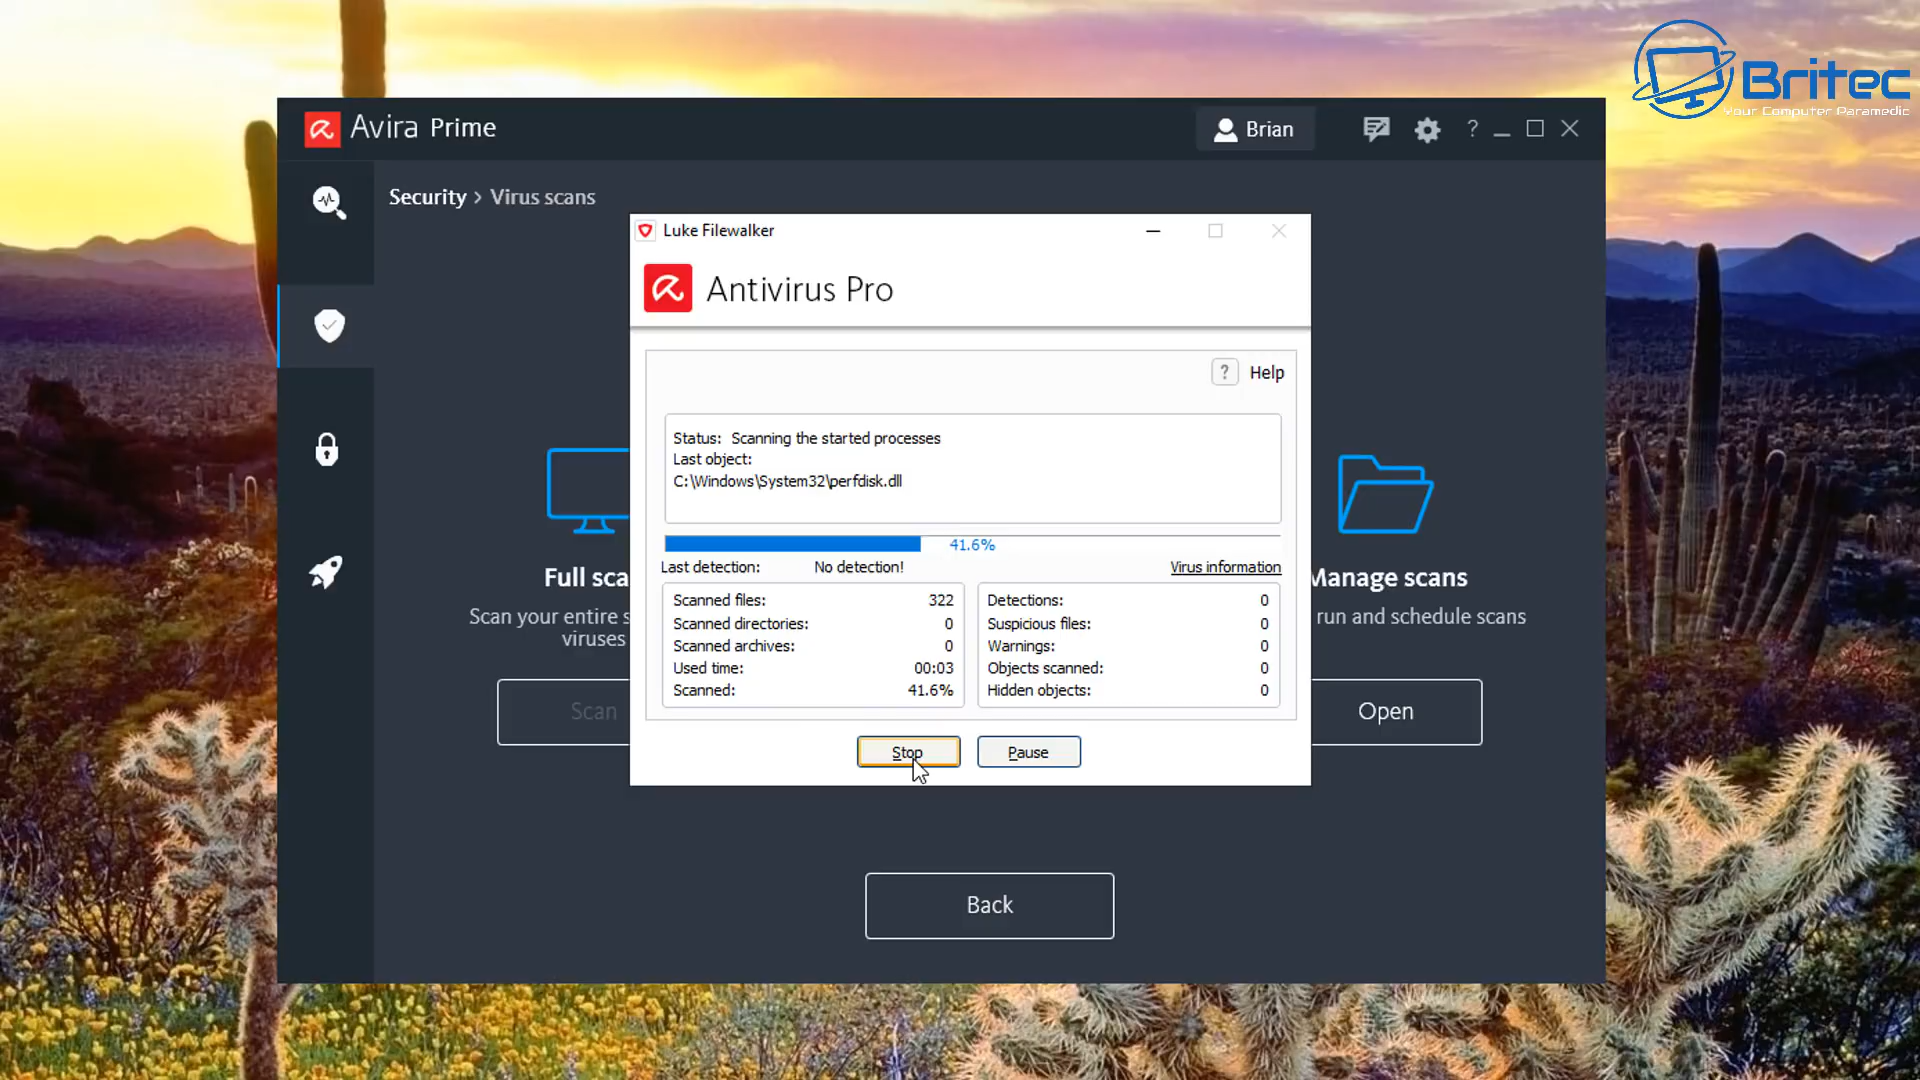 Britec
Your Computer Paramedic
Avira Prime
Brian
?
Security > Virus scans
Luke Filewalker
Antivirus Pro
? Help
Status: Scanning the started processes
Last object:
C:\Windows\System32\perfdisk.dll
41.6%
Last detection: No detection! Virus information
Scanned files: 322
Scanned directories: 0
Scanned archives: 0
Used time: 00:03
Scanned: 41.6%
Detections: 0
Suspicious files: 0
Warnings: 0
Objects scanned: 0
Hidden objects: 0
Stop Pause
Full sca
Scan your entire s
viruses
Scan
Manage scans
run and schedule scans
Open
Back